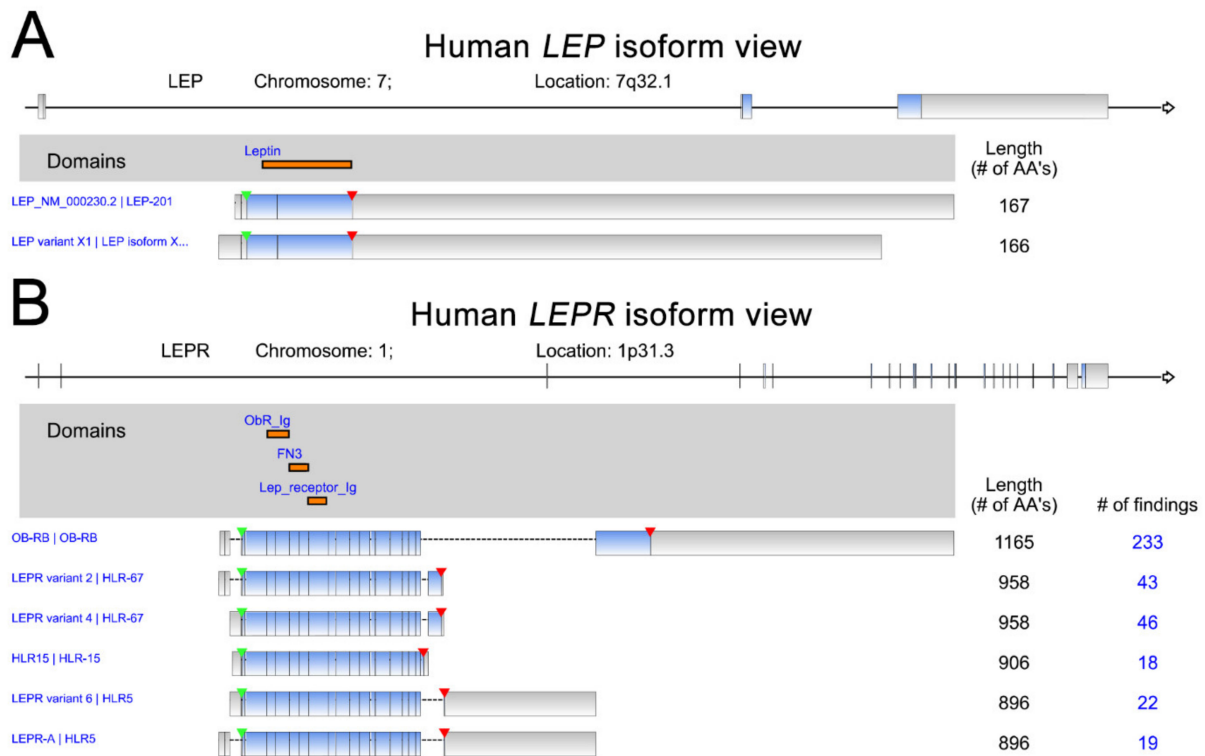 A
Human LEP isoform view
LEP Chromosome: 7; Location: 7q32.1
Domains
Leptin
Length
(# of AA's)
LEP_NM_000230.2 | LEP-201 167
LEP variant X1 | LEP isoform X... 166
B
Human LEPR isoform view
LEPR Chromosome: 1; Location: 1p31.3
Domains
ObR_Ig
FN3
Lep_receptor_Ig
Length
(# of AA's) # of findings
OB-RB | OB-RB 1165 233
LEPR variant 2 | HLR-67 958 43
LEPR variant 4 | HLR-67 958 46
HLR15 | HLR-15 906 18
LEPR variant 6 | HLR5 896 22
LEPR-A | HLR5 896 19